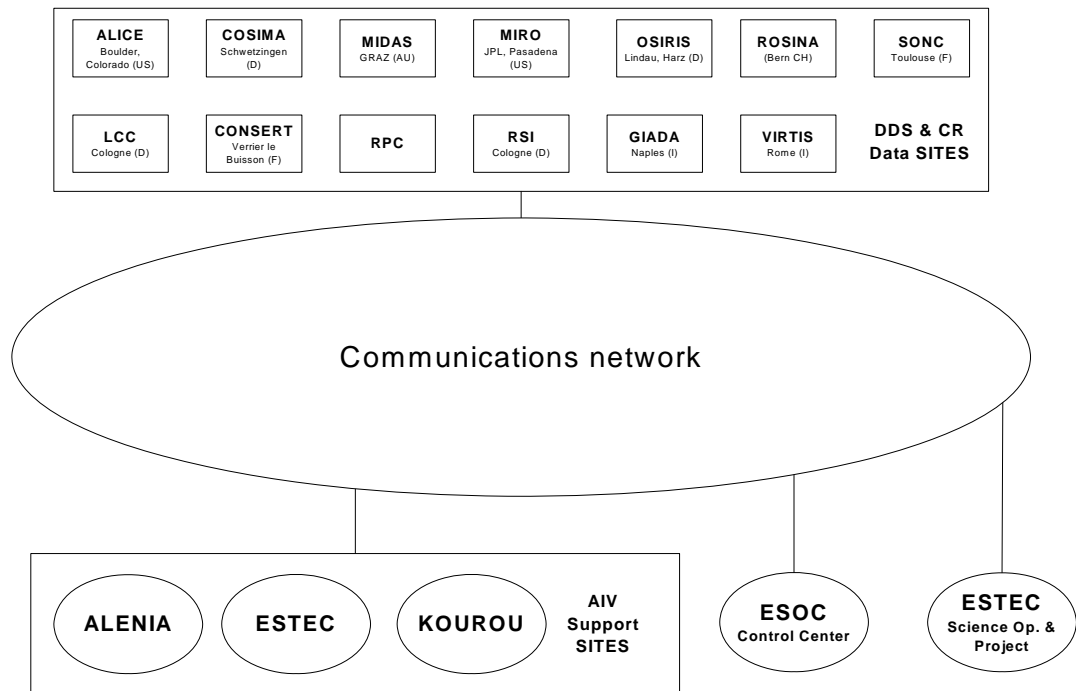 ALICE
Boulder,
Colorado (US)
COSIMA
Schwetzingen
(D)
MIDAS
GRAZ (AU)
MIRO
JPL, Pasadena
(US)
OSIRIS
Lindau, Harz (D)
ROSINA
(Bern CH)
SONC
Toulouse (F)
LCC
Cologne (D)
CONSERT
Verrier le
Buisson (F)
RPC
RSI
Cologne (D)
GIADA
Naples (I)
VIRTIS
Rome (I)
DDS & CR
Data SITES
Communications network
ALENIA
ESTEC
KOUROU
AIV
Support
SITES
ESOC
Control Center
ESTEC
Science Op. &
Project